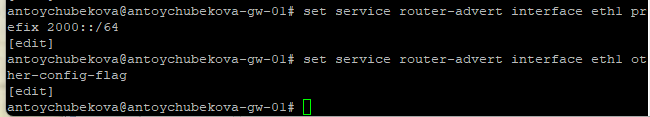 antoychubekova@antoychubekova-gw-01# set service router-advert interface eth1 pr
efix 2000::/64
[edit]
antoychubekova@antoychubekova-gw-01# set service router-advert interface eth1 ot
her-config-flag
[edit]
antoychubekova@antoychubekova-gw-01#